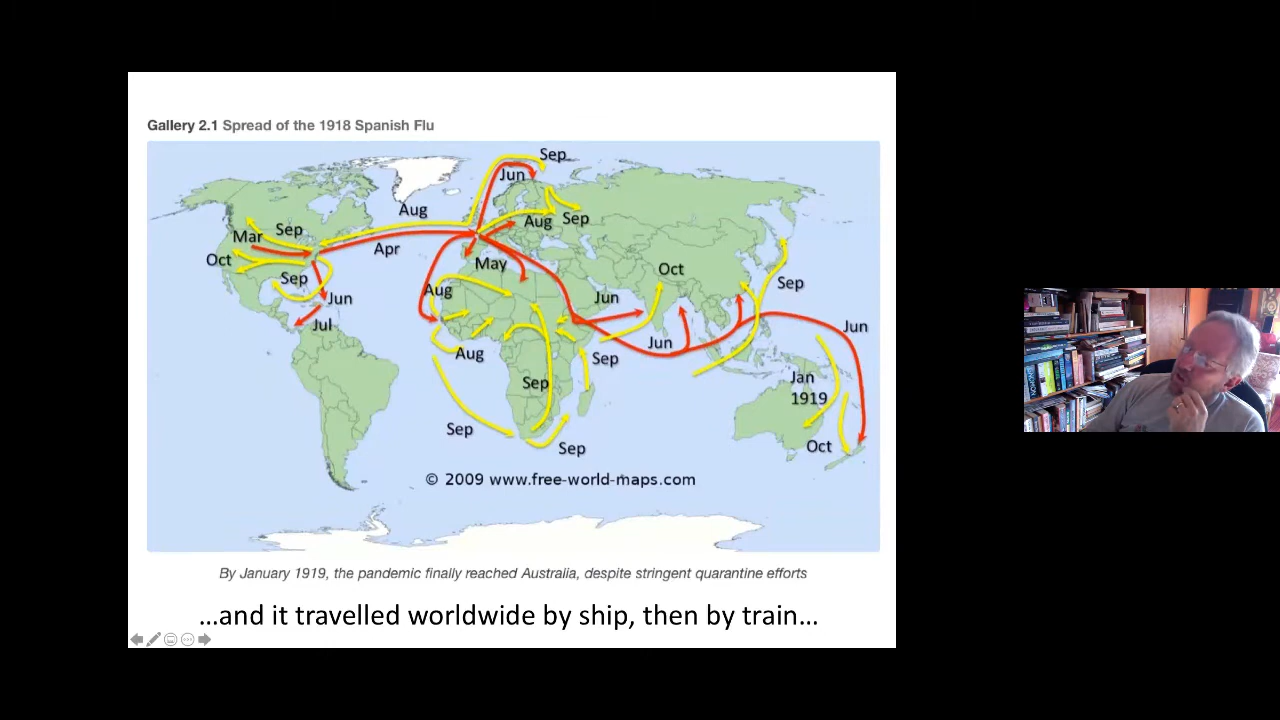 Gallery 2.1 Spread of the 1918 Spanish Flu
Sep
Jun
Aug
Aug
Sep
Mar
Sep
Apr
Oct
May
Oct
Sep
Aug
Jun
Sep
Jun
Jul
Jun
Jun
Aug
Sep
Sep
Jan
1919
Sep
Sep
Oct
© 2009 www.free-world-maps.com
By January 1919, the pandemic finally reached Australia, despite stringent quarantine efforts
...and it travelled worldwide by ship, then by train...